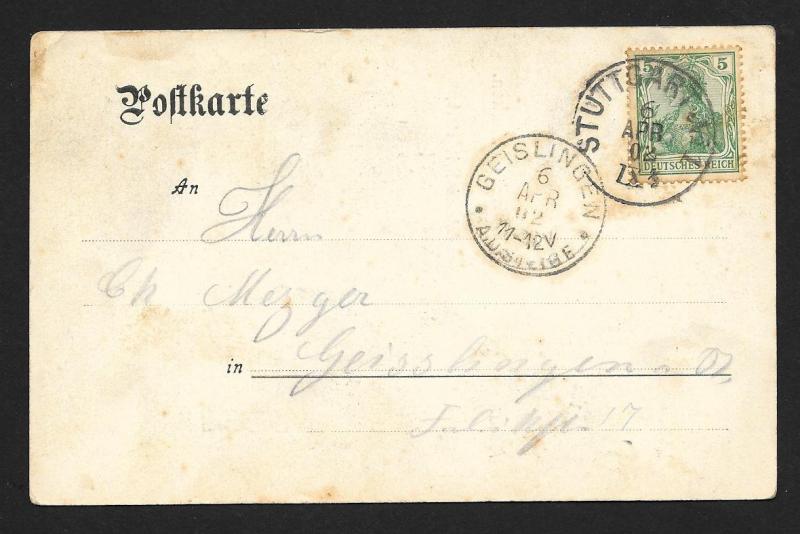 Postkarte
5 5
DEUTSCHES REICH
STUTTGART
6
APR
02
GEISLINGEN
6
APR
02
11-12V
An Herrn
Ch Mezger
in Geisslingen
17